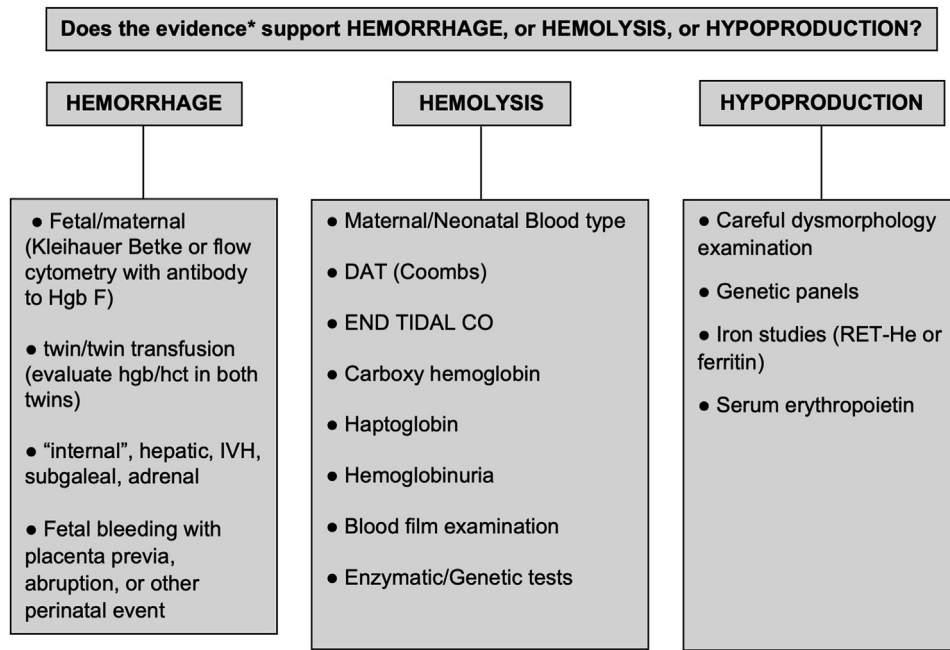 Does the evidence* support HEMORRHAGE, or HEMOLYSIS, or HYPOPRODUCTION?
HEMORRHAGE
● Fetal/maternal
(Kleihauer Betke or flow
cytometry with antibody
to Hgb F)
● twin/twin transfusion
(evaluate hgb/hct in both
twins)
● “internal”, hepatic, IVH,
subgaleal, adrenal
● Fetal bleeding with
placenta previa,
abruption, or other
perinatal event
HEMOLYSIS
● Maternal/Neonatal Blood type
● DAT (Coombs)
● END TIDAL CO
● Carboxy hemoglobin
● Haptoglobin
● Hemoglobinuria
● Blood film examination
● Enzymatic/Genetic tests
HYPOPRODUCTION
● Careful dysmorphology
examination
● Genetic panels
● Iron studies (RET-He or
ferritin)
● Serum erythropoietin